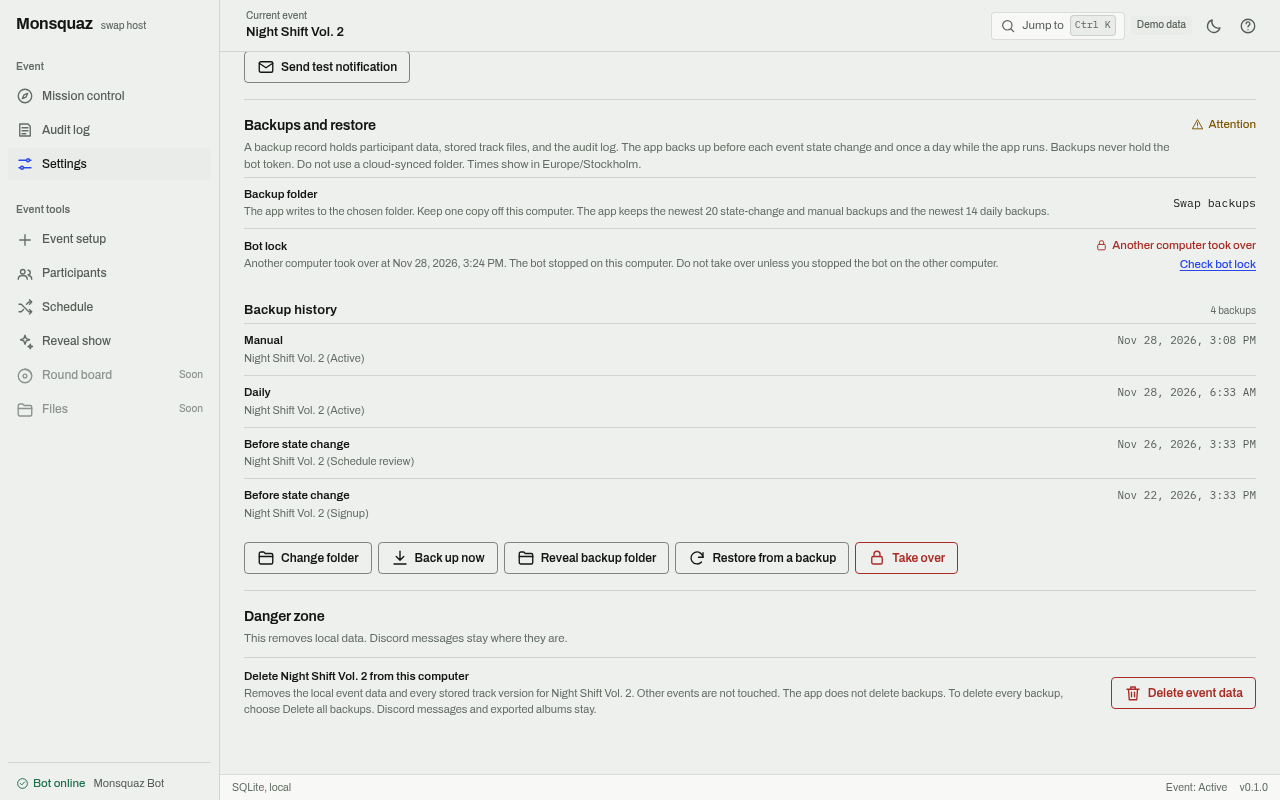 Monsquaz swap host
Event
Mission control
Audit log
Settings
Event tools
Event setup
Participants
Schedule
Reveal show
Round board Soon
Files Soon
Bot online Monsquaz Bot
Current event
Night Shift Vol. 2
Jump to Ctrl K
Demo data
Send test notification
Backups and restore
Attention
A backup record holds participant data, stored track files, and the audit log. The app backs up before each event state change and once a day while the app runs. Backups never hold the
bot token. Do not use a cloud-synced folder. Times show in Europe/Stockholm.
Backup folder
The app writes to the chosen folder. Keep one copy off this computer. The app keeps the newest 20 state-change and manual backups and the newest 14 daily backups.
Swap backups
Bot lock
Another computer took over at Nov 28, 2026, 3:24 PM. The bot stopped on this computer. Do not take over unless you stopped the bot on the other computer.
Another computer took over
Check bot lock
Backup history
4 backups
Manual
Nov 28, 2026, 3:08 PM
Night Shift Vol. 2 (Active)
Daily
Nov 28, 2026, 6:33 AM
Night Shift Vol. 2 (Active)
Before state change
Nov 26, 2026, 3:33 PM
Night Shift Vol. 2 (Schedule review)
Before state change
Nov 22, 2026, 3:33 PM
Night Shift Vol. 2 (Signup)
Change folder
Back up now
Reveal backup folder
Restore from a backup
Take over
Danger zone
This removes local data. Discord messages stay where they are.
Delete Night Shift Vol. 2 from this computer
Removes the local event data and every stored track version for Night Shift Vol. 2. Other events are not touched. The app does not delete backups. To delete every backup,
choose Delete all backups. Discord messages and exported albums stay.
Delete event data
SQLite, local
Event: Active v0.1.0